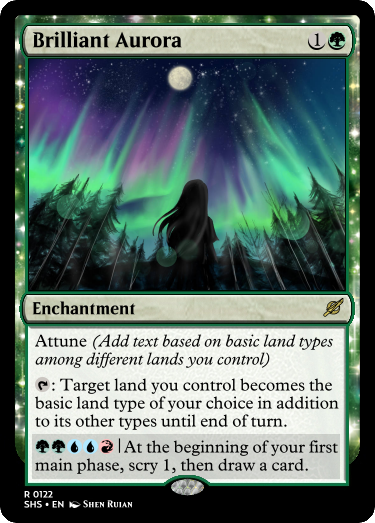 Brilliant Aurora 1
Enchantment
Attune (Add text based on basic land types
among different lands you control)
: Target land you control becomes the
basic land type of your choice in addition
to its other types until end of turn.
| At the beginning of your first
main phase, scry 1, then draw a card.
R 0122
SHS • EN Shen Ruian